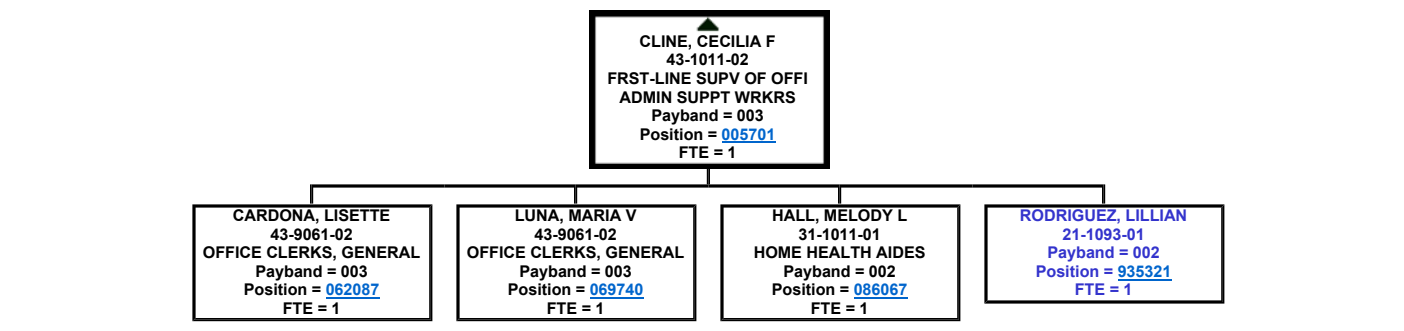 CLINE, CECILIA F
43-1011-02
FRST-LINE SUPV OF OFFI
ADMIN SUPPT WRKRS
Payband = 003
Position = 005701
FTE = 1
CARDONA, LISETTE
43-9061-02
OFFICE CLERKS, GENERAL
Payband = 003
Position = 062087
FTE = 1
LUNA, MARIA V
43-9061-02
OFFICE CLERKS, GENERAL
Payband = 003
Position = 069740
FTE = 1
HALL, MELODY L
31-1011-01
HOME HEALTH AIDES
Payband = 002
Position = 086067
FTE = 1
RODRIGUEZ, LILLIAN
21-1093-01
Payband = 002
Position = 935321
FTE = 1